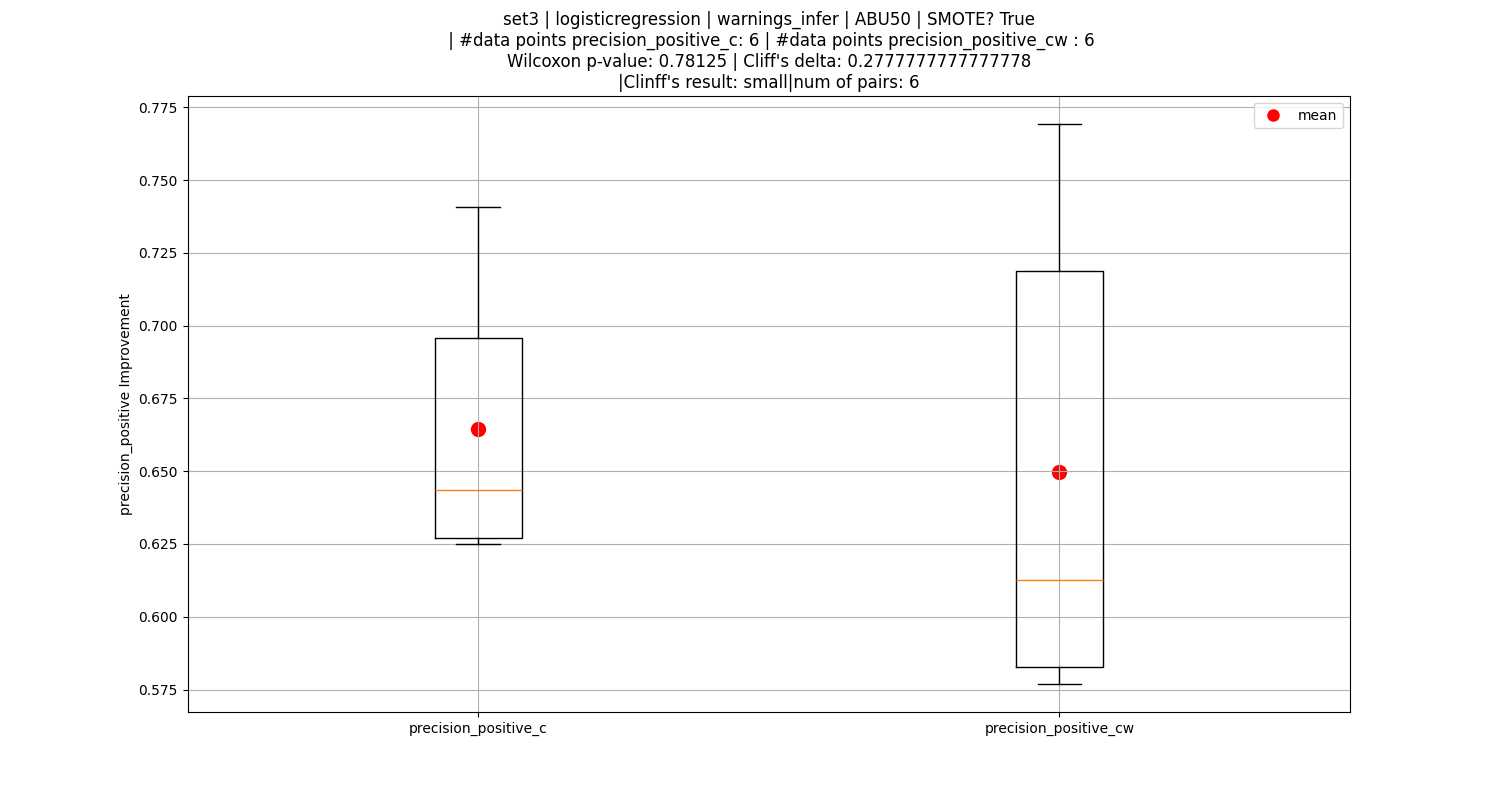 set3 | logisticregression | warnings_infer | ABU50 | SMOTE? True
| #data points precision_positive_c: 6 | #data points precision_positive_cw : 6
Wilcoxon p-value: 0.78125 | Cliff's delta: 0.2777777777777778
|Clinff's result: small|num of pairs: 6
mean
0.775
0.750
0.725
0.700
0.675
0.650
0.625
0.600
0.575
precision_positive Improvement
precision_positive_c
precision_positive_cw